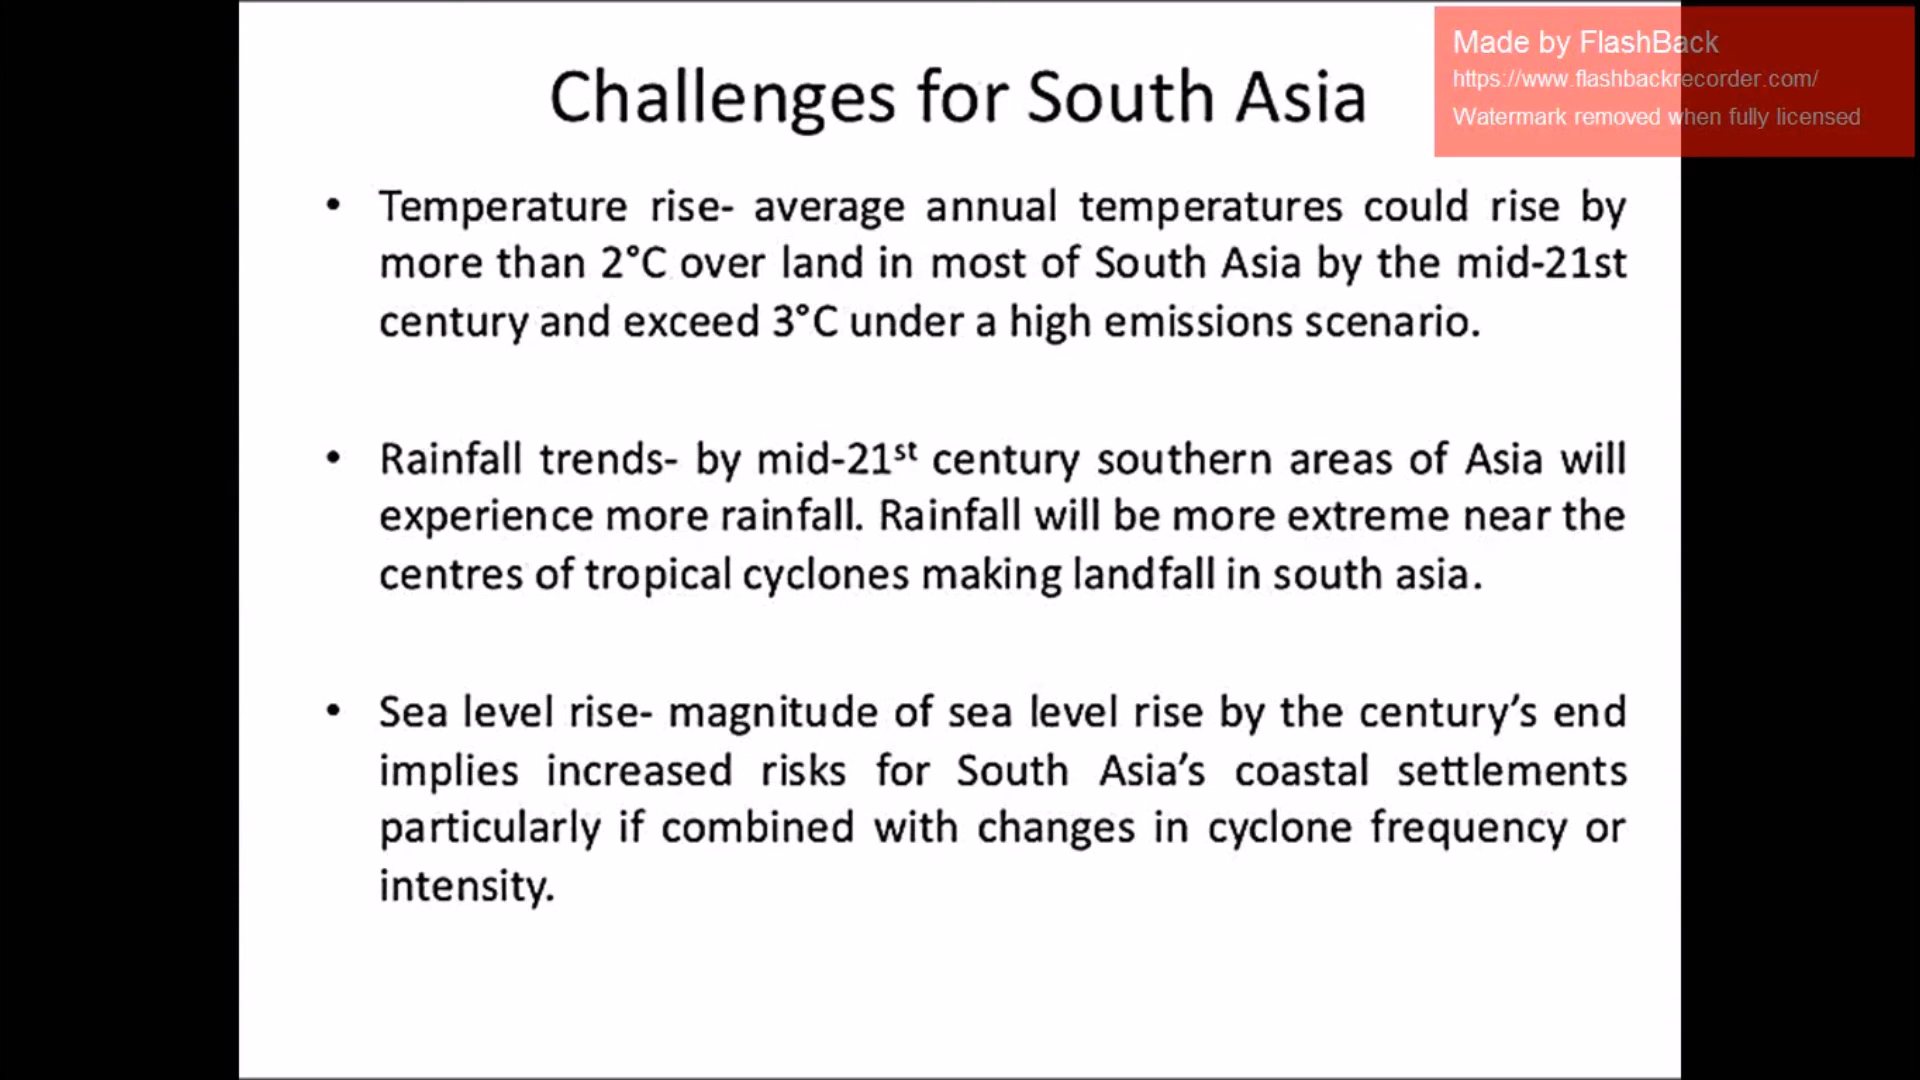 Challenges for South Asia
Made by FlashBack
https://www.flashbackrecorder.com/
Watermark removed when fully licensed
• Temperature rise- average annual temperatures could rise by
more than 2°C over land in most of South Asia by the mid-21st
century and exceed 3°C under a high emissions scenario.
• Rainfall trends- by mid-21st century southern areas of Asia will
experience more rainfall. Rainfall will be more extreme near the
centres of tropical cyclones making landfall in south asia.
• Sea level rise- magnitude of sea level rise by the century’s end
implies increased risks for South Asia’s coastal settlements
particularly if combined with changes in cyclone frequency or
intensity.